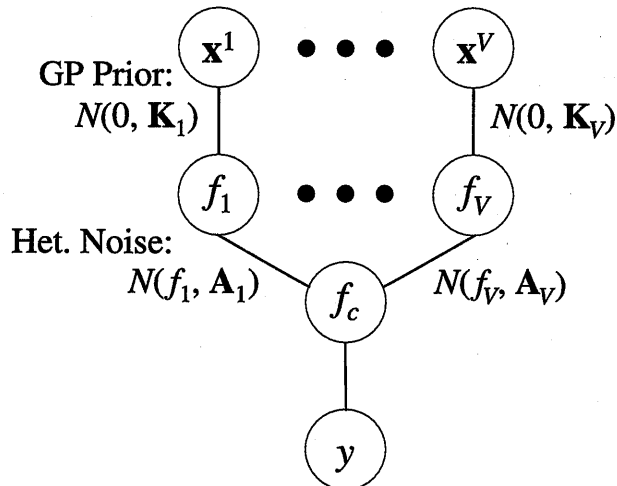 x¹ • • • x^V
GP Prior:
N(0, K₁) N(0, K_V)
f₁ • • • f_V
Het. Noise:
N(f₁, A₁) N(f_V, A_V)
f_c
y